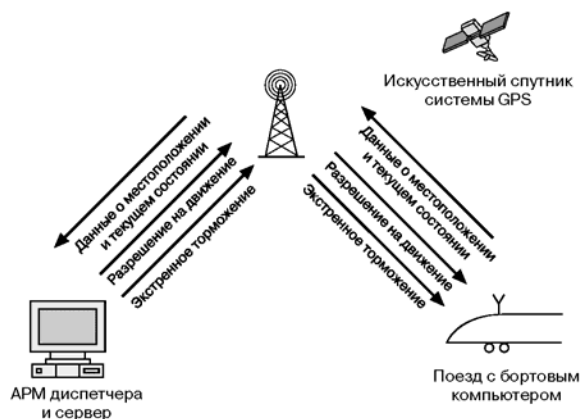 Искусственный спутник
системы GPS
Данные о местоположении
и текущем состоянии
Разрешение на движение
Экстренное торможение
Данные о местоположении
и текущем состоянии
Разрешение на движение
Экстренное торможение
АРМ диспетчера
и сервер
Поезд с бортовым
компьютером